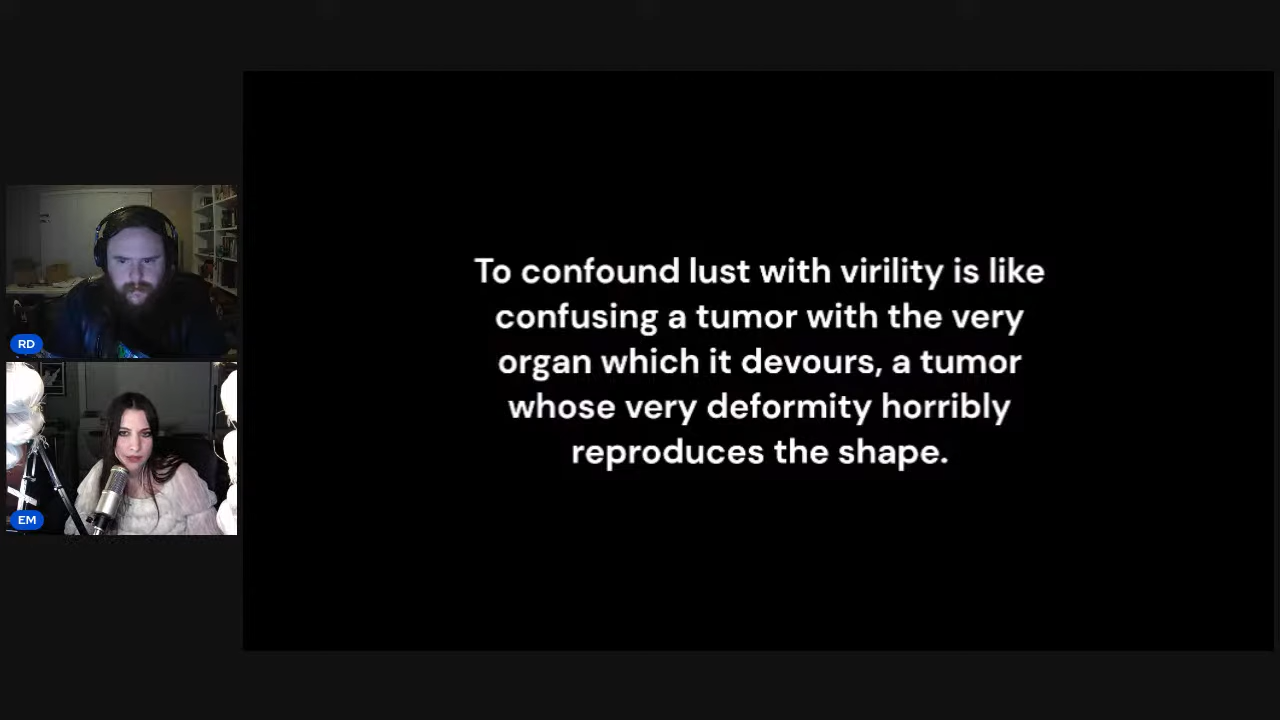 RD
EM
To confound lust with virility is like
confusing a tumor with the very
organ which it devours, a tumor
whose very deformity horribly
reproduces the shape.